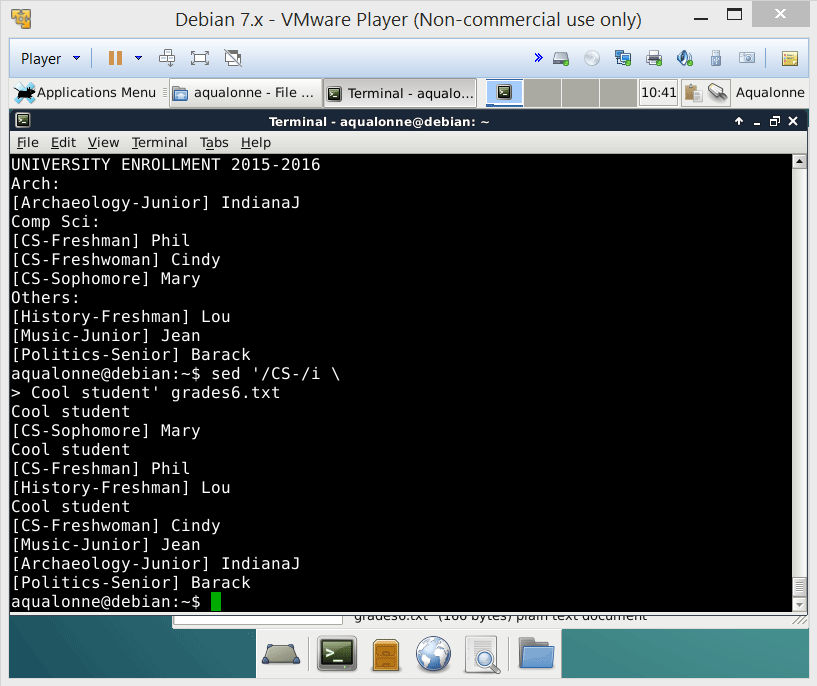 Debian 7.x - VMware Player (Non-commercial use only)
Player
Applications Menu
aqualonne - File ...
Terminal - aqualo...
10:41
Aqualonne
Terminal - aqualonne@debian: ~
File Edit View Terminal Tabs Help
UNIVERSITY ENROLLMENT 2015-2016
Arch:
[Archaeology-Junior] IndianaJ
Comp Sci:
[CS-Freshman] Phil
[CS-Freshwoman] Cindy
[CS-Sophomore] Mary
Others:
[History-Freshman] Lou
[Music-Junior] Jean
[Politics-Senior] Barack
aqualonne@debian:~$ sed '/CS-/i \
> Cool student' grades6.txt
Cool student
[CS-Sophomore] Mary
Cool student
[CS-Freshman] Phil
[History-Freshman] Lou
Cool student
[CS-Freshwoman] Cindy
[Music-Junior] Jean
[Archaeology-Junior] IndianaJ
[Politics-Senior] Barack
aqualonne@debian:~$
bytes) plain text document